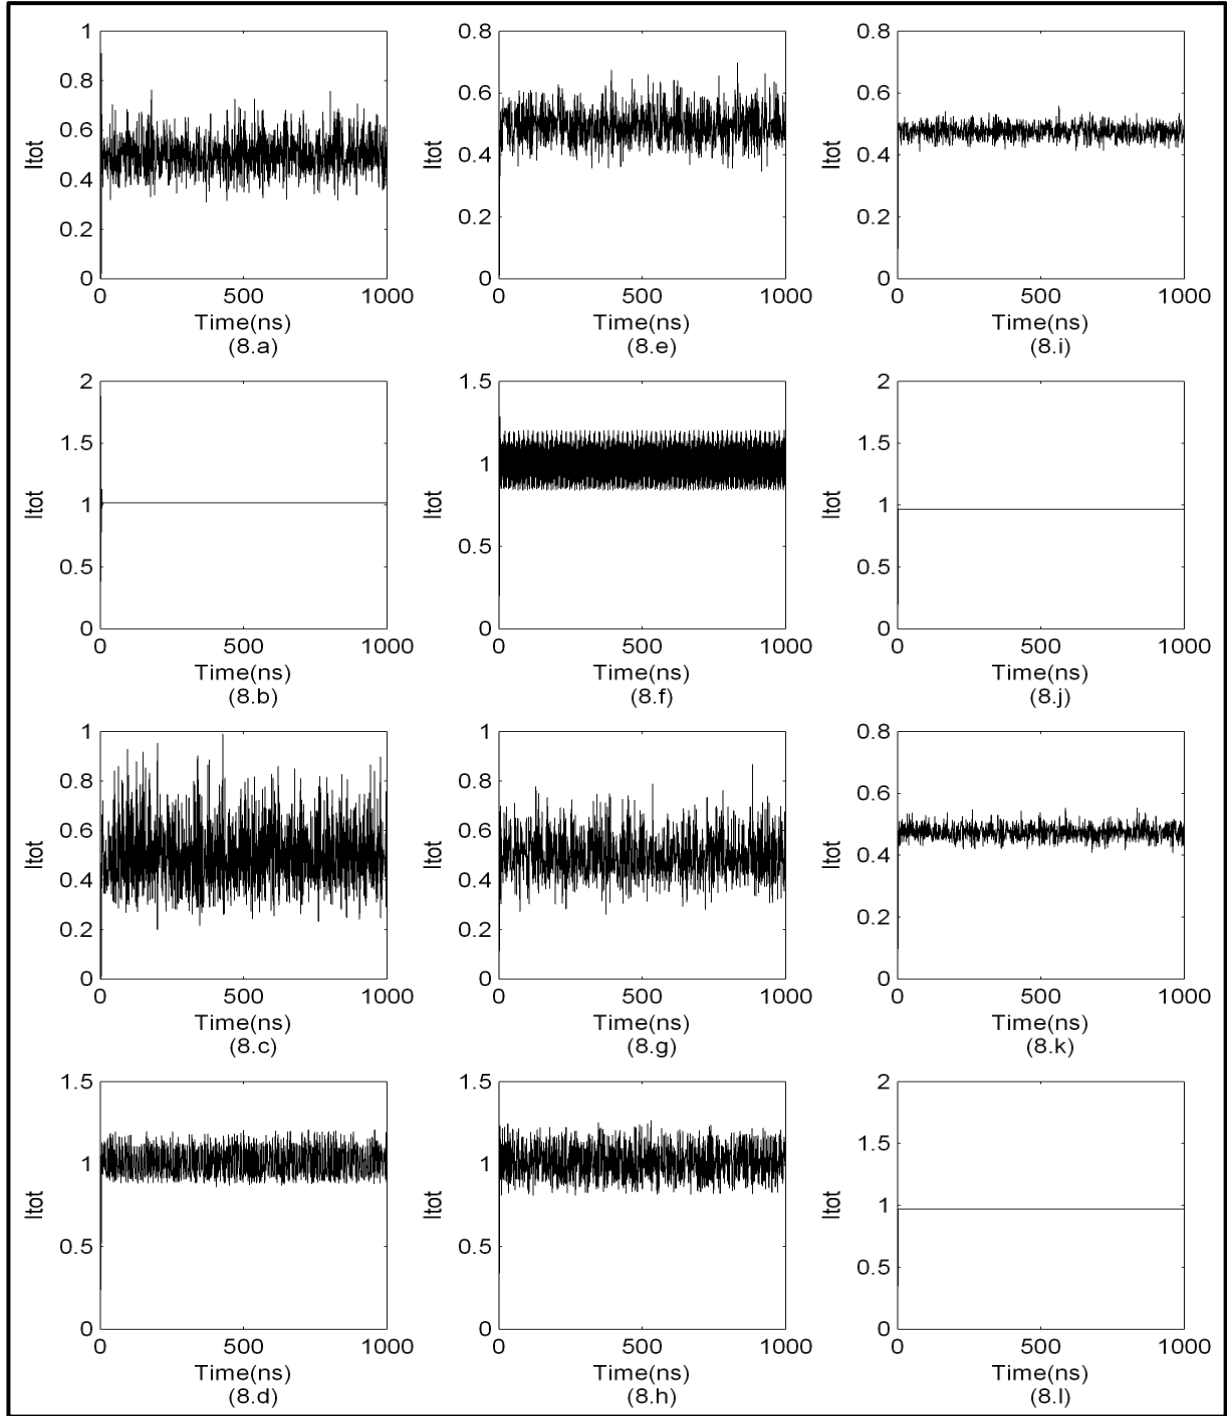 1
0.8
0.6
0.4
0.2
0
0 500 1000
Itot
Time(ns)
(8.a)
0.8
0.6
0.4
0.2
0
0 500 1000
Itot
Time(ns)
(8.e)
0.8
0.6
0.4
0.2
0
0 500 1000
Itot
Time(ns)
(8.i)
2
1.5
1
0.5
0
0 500 1000
Itot
Time(ns)
(8.b)
1.5
1
0.5
0
0 500 1000
Itot
Time(ns)
(8.f)
2
1.5
1
0.5
0
0 500 1000
Itot
Time(ns)
(8.j)
1
0.8
0.6
0.4
0.2
0
0 500 1000
Itot
Time(ns)
(8.c)
1
0.8
0.6
0.4
0.2
0
0 500 1000
Itot
Time(ns)
(8.g)
0.8
0.6
0.4
0.2
0
0 500 1000
Itot
Time(ns)
(8.k)
1.5
1
0.5
0
0 500 1000
Itot
Time(ns)
(8.d)
1.5
1
0.5
0
0 500 1000
Itot
Time(ns)
(8.h)
2
1.5
1
0.5
0
0 500 1000
Itot
Time(ns)
(8.l)